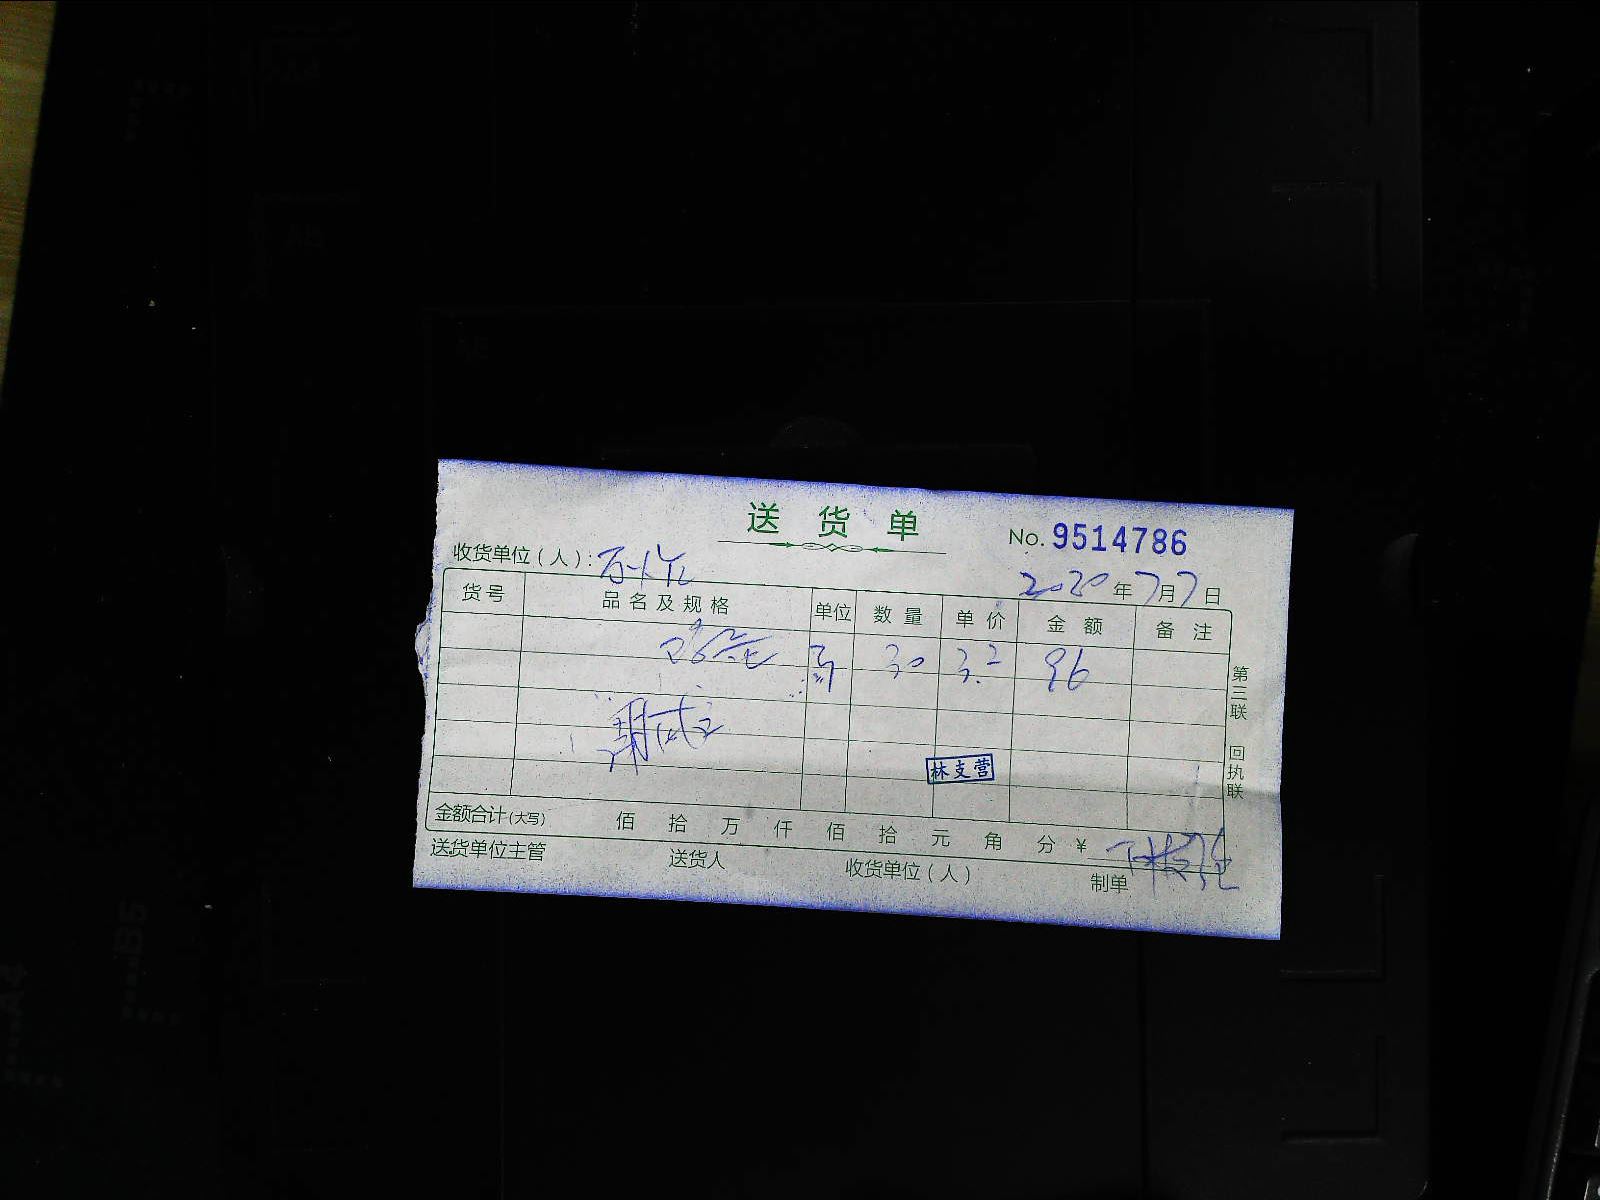 送货单
No. 9514786
收货单位（人）：
2020年7月7日
货号 品名及规格 单位 数量 单价 金额 备注
30 3.2 96
林支营
金额合计(大写) 佰 拾 万 仟 佰 拾 元 角 分 ¥
送货单位主管 送货人 收货单位（人） 制单
第三联 回执联
B5